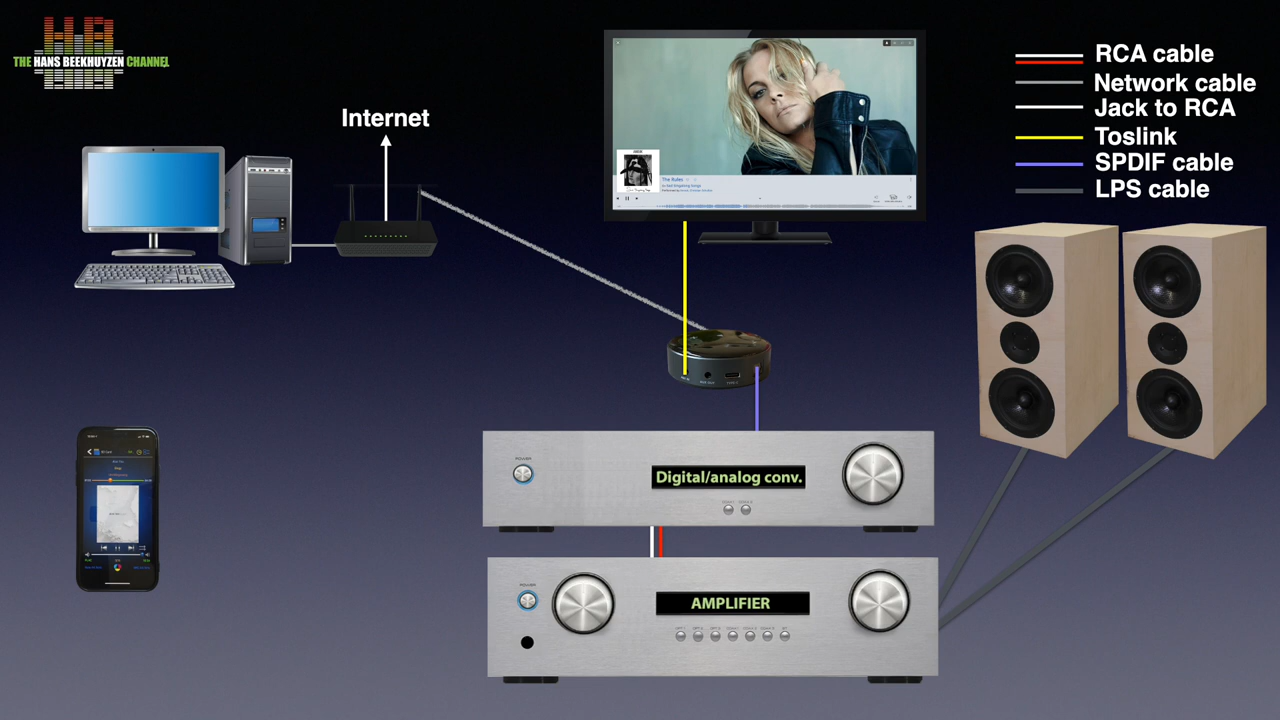 THE HANS BEEKHUYZEN CHANNEL
Internet
RCA cable
Network cable
Jack to RCA
Toslink
SPDIF cable
LPS cable
The Rules
POWER
Digital/analog conv.
POWER
AMPLIFIER